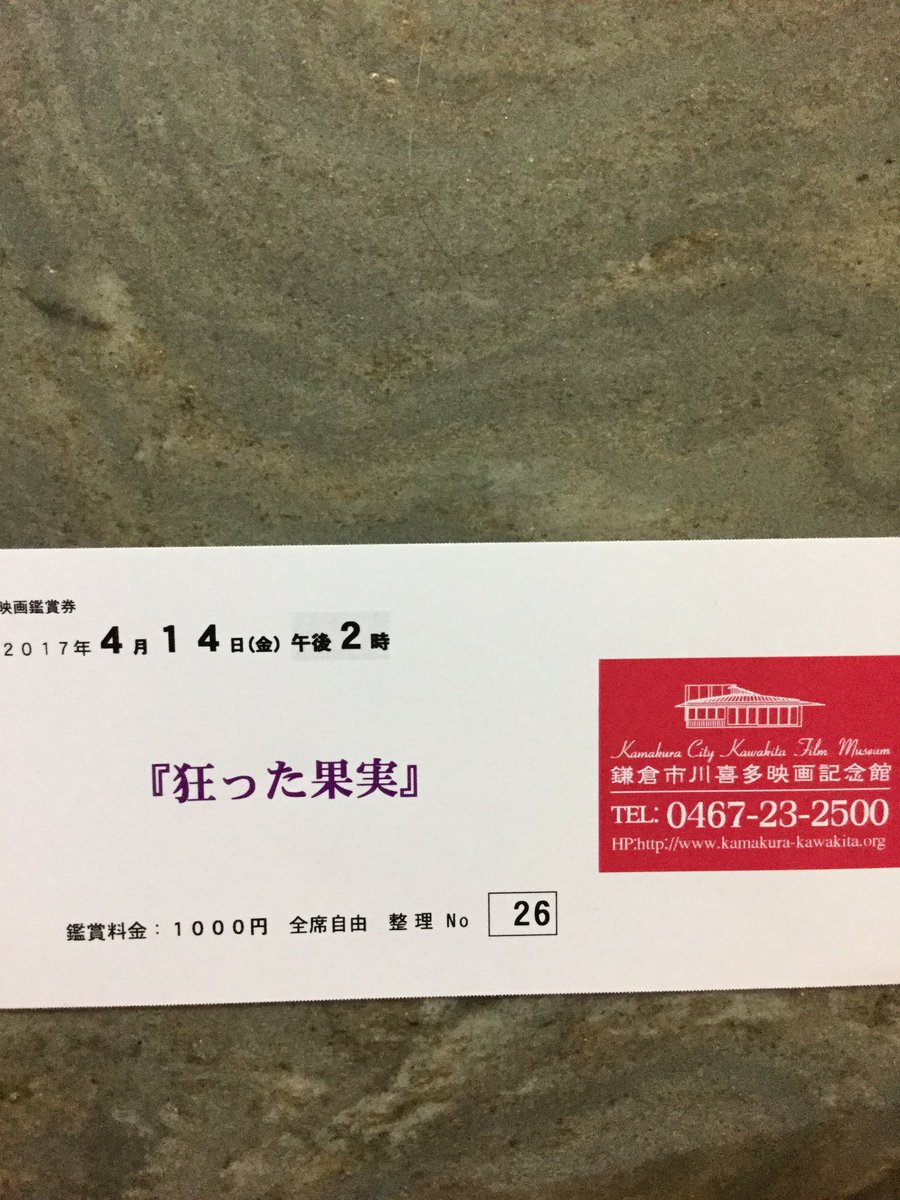 映画鑑賞券
２０１７年 4月 14日(金) 午後 2時
『狂った果実』
鑑賞料金：１０００円　全席自由　整理 No 26
Kamakura City Kawakita Film Museum
鎌倉市川喜多映画記念館
TEL: 0467-23-2500
HP:http://www.kamakura-kawakita.org